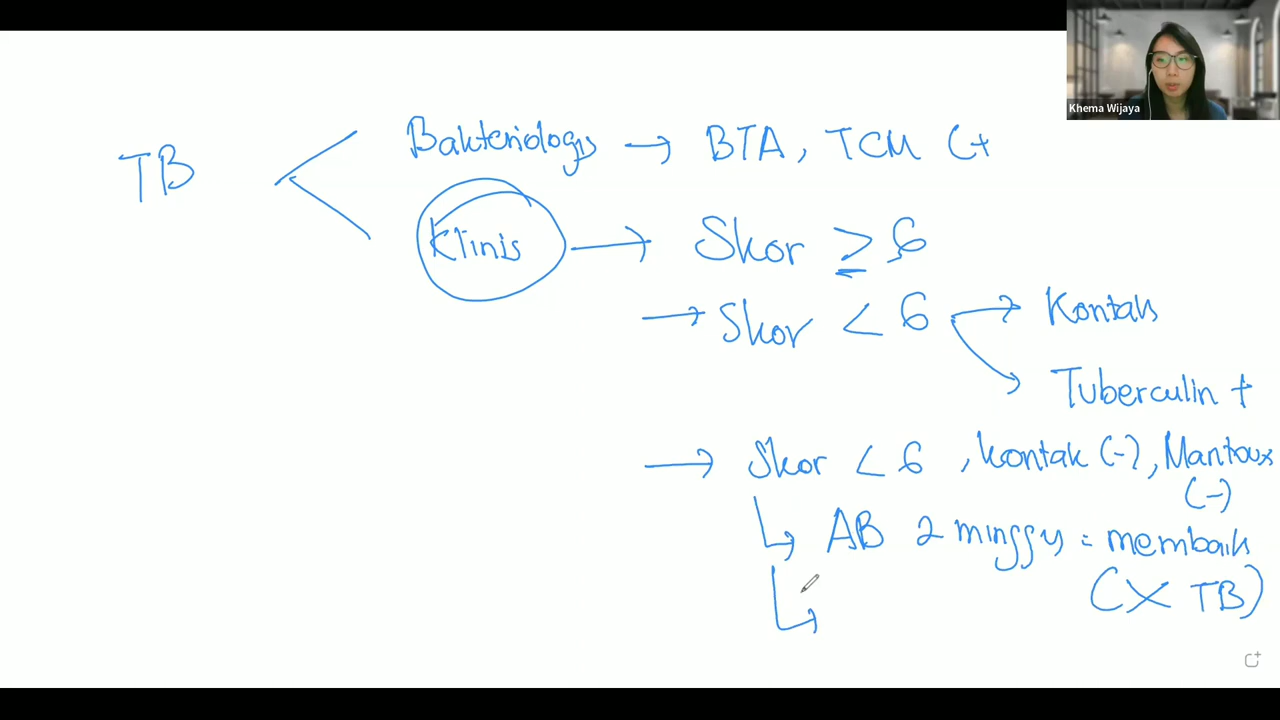 Khema Wijaya
TB
Bakteriologis → BTA, TCM (+
Klinis → Skor ≥ 6
→ Skor < 6 → Kontak
Tuberculin +
→ Skor < 6 , Kontak (-), Mantoux
(-)
↳ AB 2 minggu : membaik
(X TB)